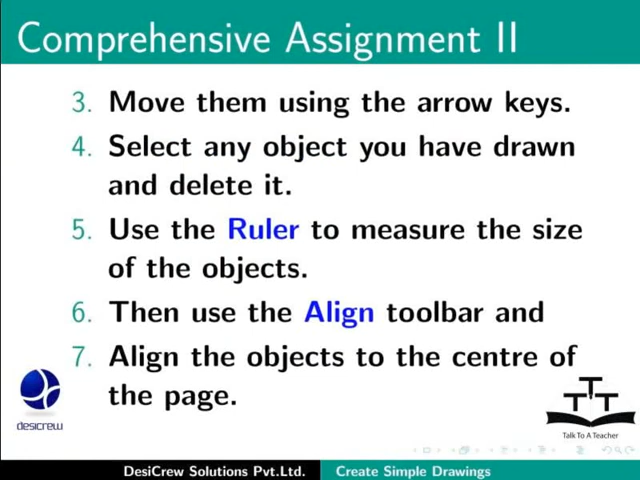 Comprehensive Assignment II
3. Move them using the arrow keys.
4. Select any object you have drawn
and delete it.
5. Use the Ruler to measure the size
of the objects.
6. Then use the Align toolbar and
7. Align the objects to the centre of
the page.
desicrew
TTT
Talk To A Teacher
DesiCrew Solutions Pvt.Ltd. Create Simple Drawings